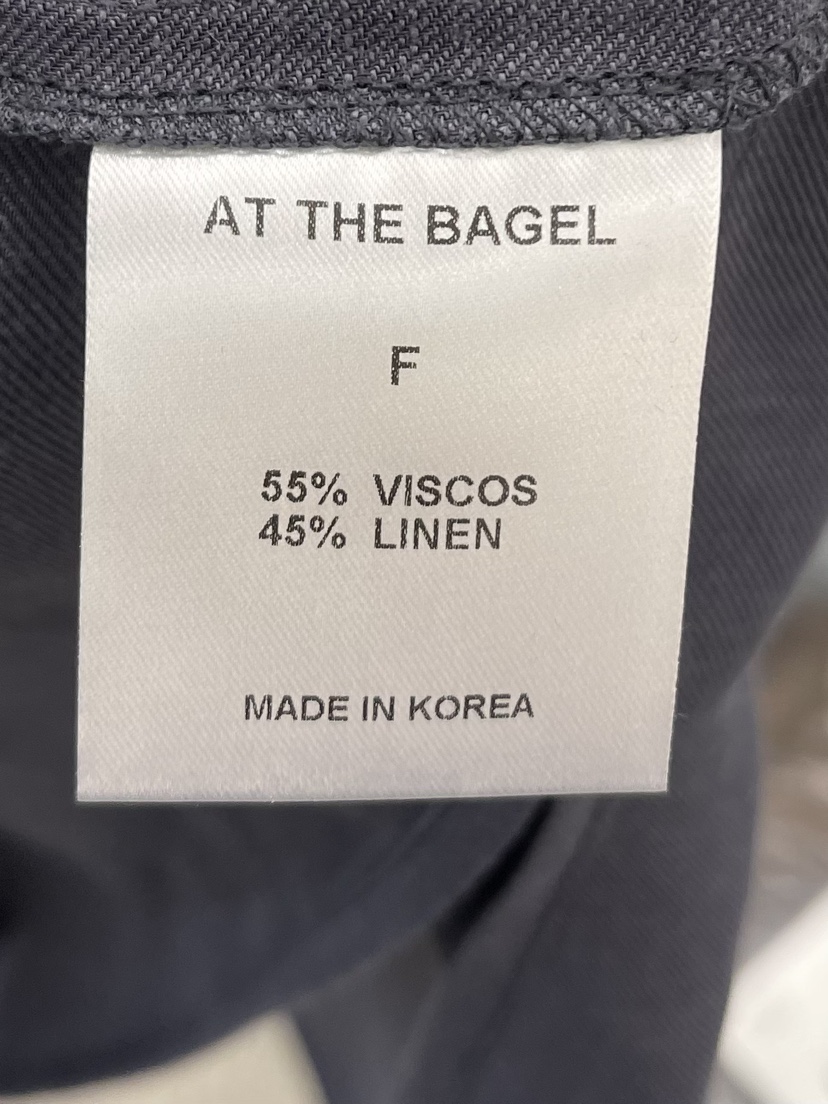 AT THE BAGEL
F
55% VISCOS
45% LINEN
MADE IN KOREA